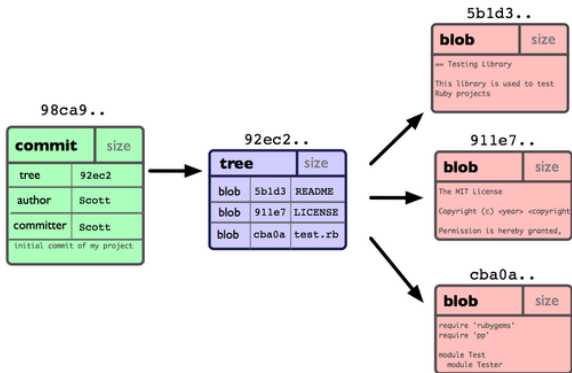 98ca9..
commit size
tree 92ec2
author Scott
committer Scott
initial commit of my project
92ec2..
tree size
blob 5b1d3 README
blob 911e7 LICENSE
blob cba0a test.rb
5b1d3..
blob size
== Testing Library
This library is used to test
Ruby projects
911e7..
blob size
The MIT License
Copyright (c) <year> <copyright
Permission is hereby granted,
cba0a..
blob size
require 'rubygems'
require 'pp'
module Test
module Tester